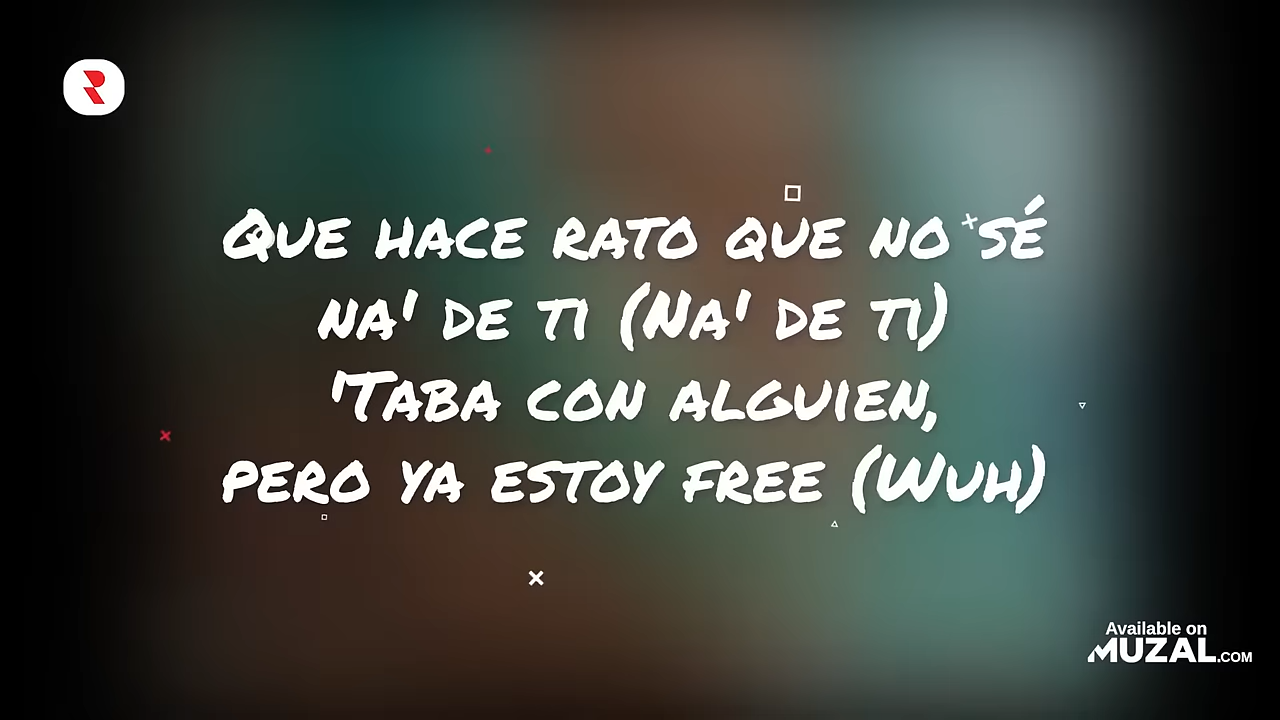 Que hace rato que no sé
na' de ti (Na' de ti)
'Taba con alguien,
pero ya estoy free (Wuh)
Available on
MUZAL.COM